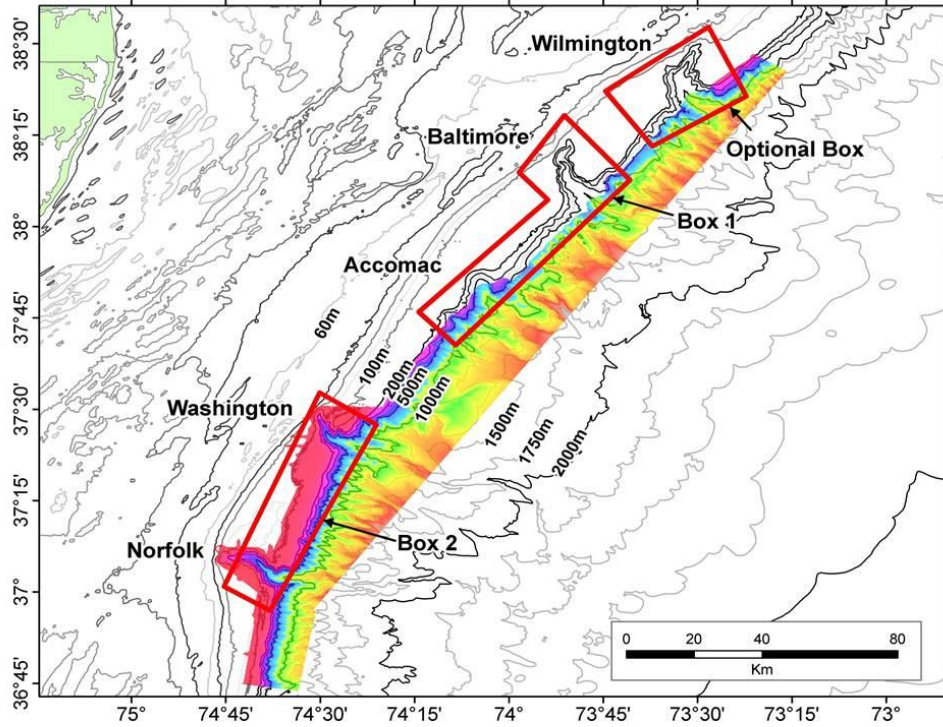 38°30'
38°15'
38°
37°45'
37°30'
37°15'
37°
36°45'
Wilmington
Optional Box
Baltimore
Box 1
Accomac
60m
100m
200m
500m
1000m
1500m
1750m
2000m
Washington
Box 2
Norfolk
0 20 40 80
Km
75° 74°45' 74°30' 74°15' 74° 73°45' 73°30' 73°15' 73°